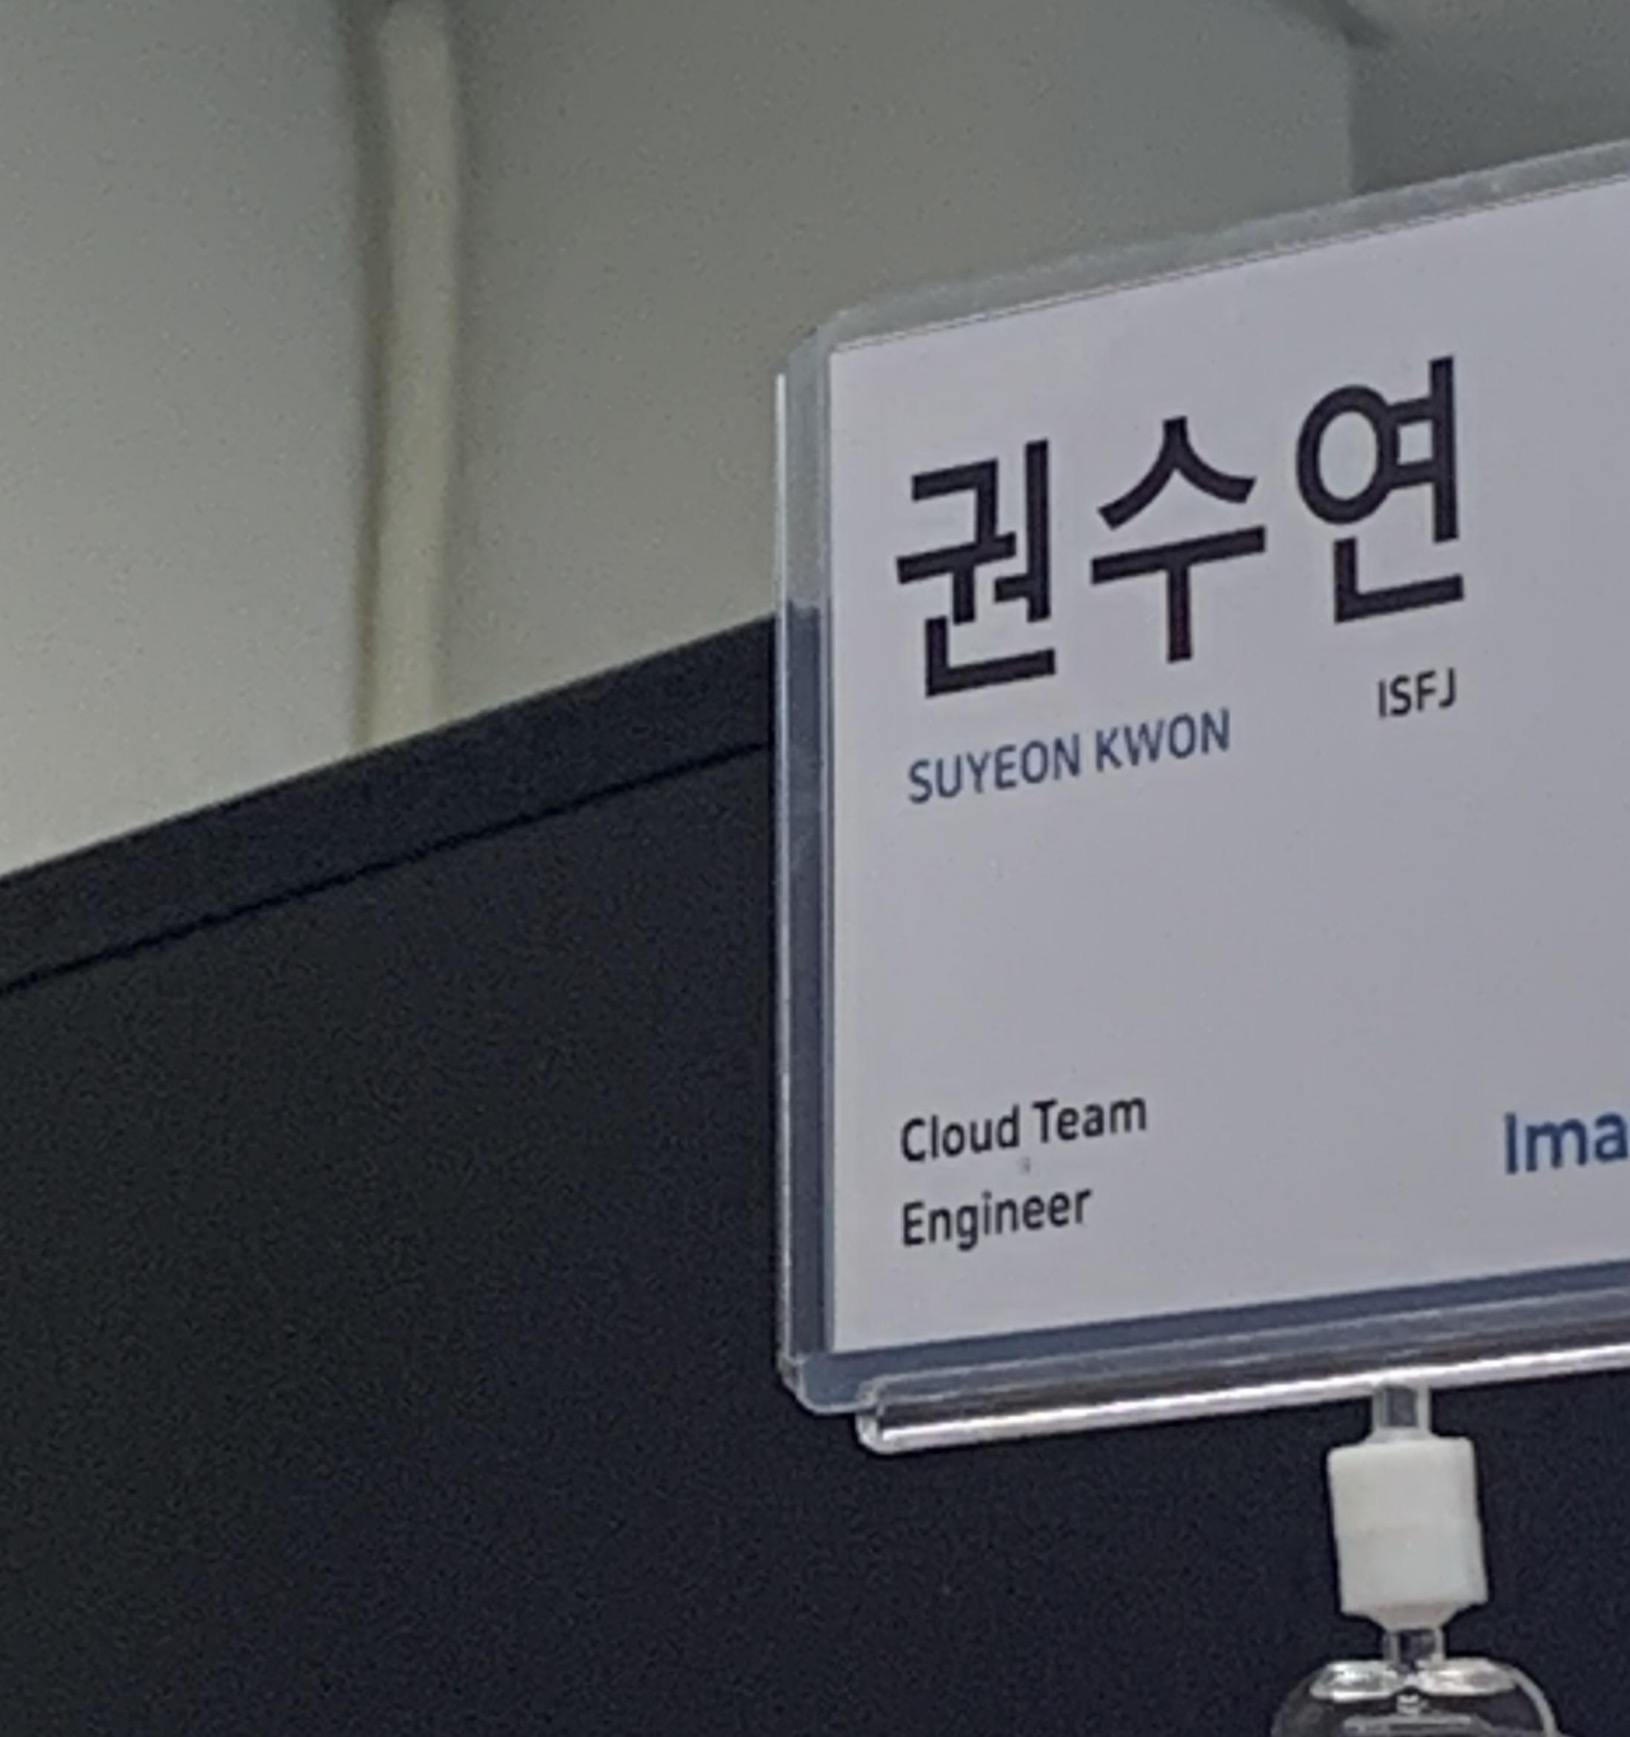 권수연
SUYEON KWON ISFJ
Cloud Team
Engineer